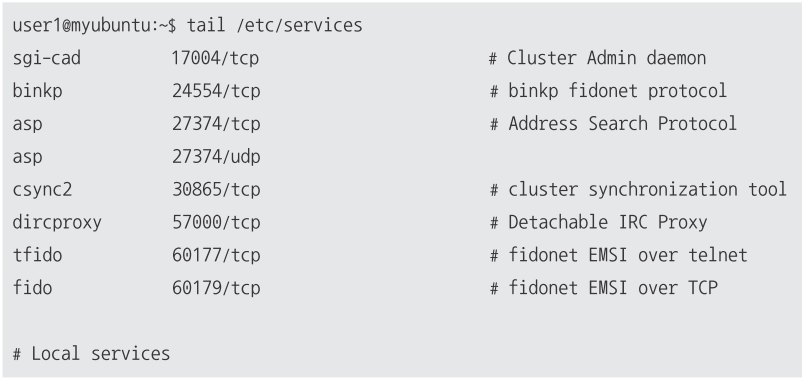 user1@myubuntu:~$ tail /etc/services
sgi-cad 17004/tcp # Cluster Admin daemon
binkp 24554/tcp # binkp fidonet protocol
asp 27374/tcp # Address Search Protocol
asp 27374/udp
csync2 30865/tcp # cluster synchronization tool
dircproxy 57000/tcp # Detachable IRC Proxy
tfido 60177/tcp # fidonet EMSI over telnet
fido 60179/tcp # fidonet EMSI over TCP
# Local services